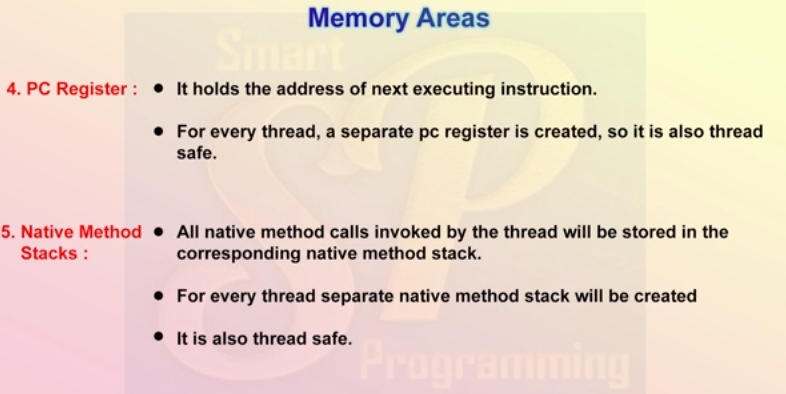 Memory Areas
Smart
4. PC Register : • It holds the address of next executing instruction.
• For every thread, a separate pc register is created, so it is also thread
safe.
SP
5. Native Method • All native method calls invoked by the thread will be stored in the
Stacks : corresponding native method stack.
• For every thread separate native method stack will be created
• It is also thread safe.
Programming